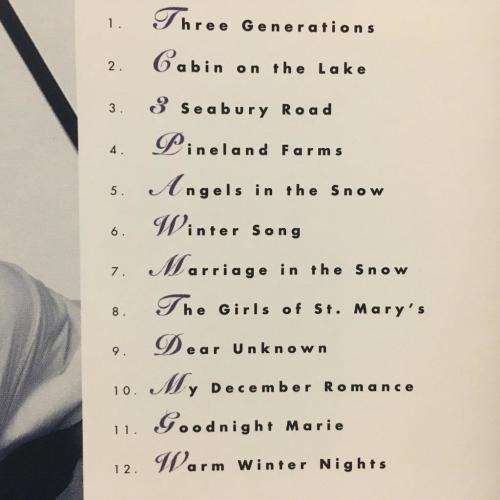 1. Three Generations
2. Cabin on the Lake
3. 3 Seabury Road
4. Pineland Farms
5. Angels in the Snow
6. Winter Song
7. Marriage in the Snow
8. The Girls of St. Mary's
9. Dear Unknown
10. My December Romance
11. Goodnight Marie
12. Warm Winter Nights